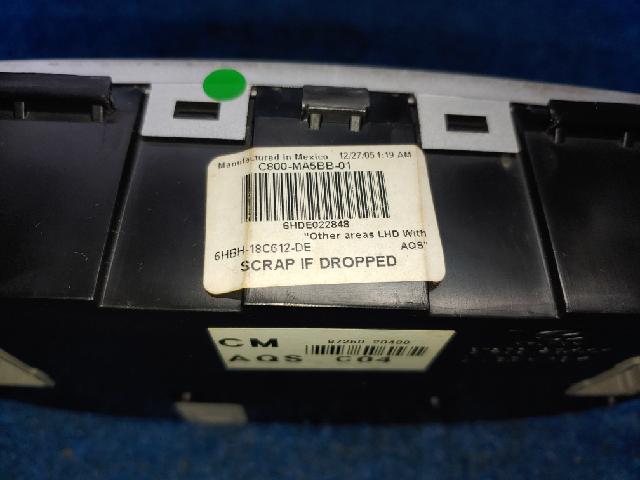 Manufactured in Mexico 12/27/05 1:19 AM
C800-MA5BB-01
6HDE022848
"Other areas LHD With
6HBH-18C612-DE AQS"
SCRAP IF DROPPED
CM
AQS C04